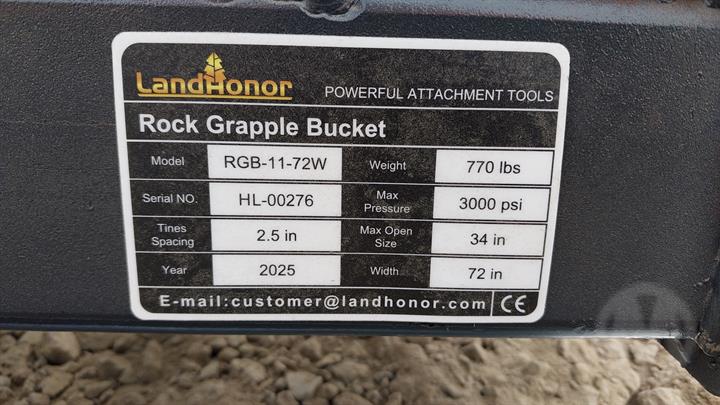 LandHonor POWERFUL ATTACHMENT TOOLS
Rock Grapple Bucket
Model RGB-11-72W Weight 770 lbs
Serial NO. HL-00276 Max Pressure 3000 psi
Tines Spacing 2.5 in Max Open Size 34 in
Year 2025 Width 72 in
E-mail:customer@landhonor.com CE